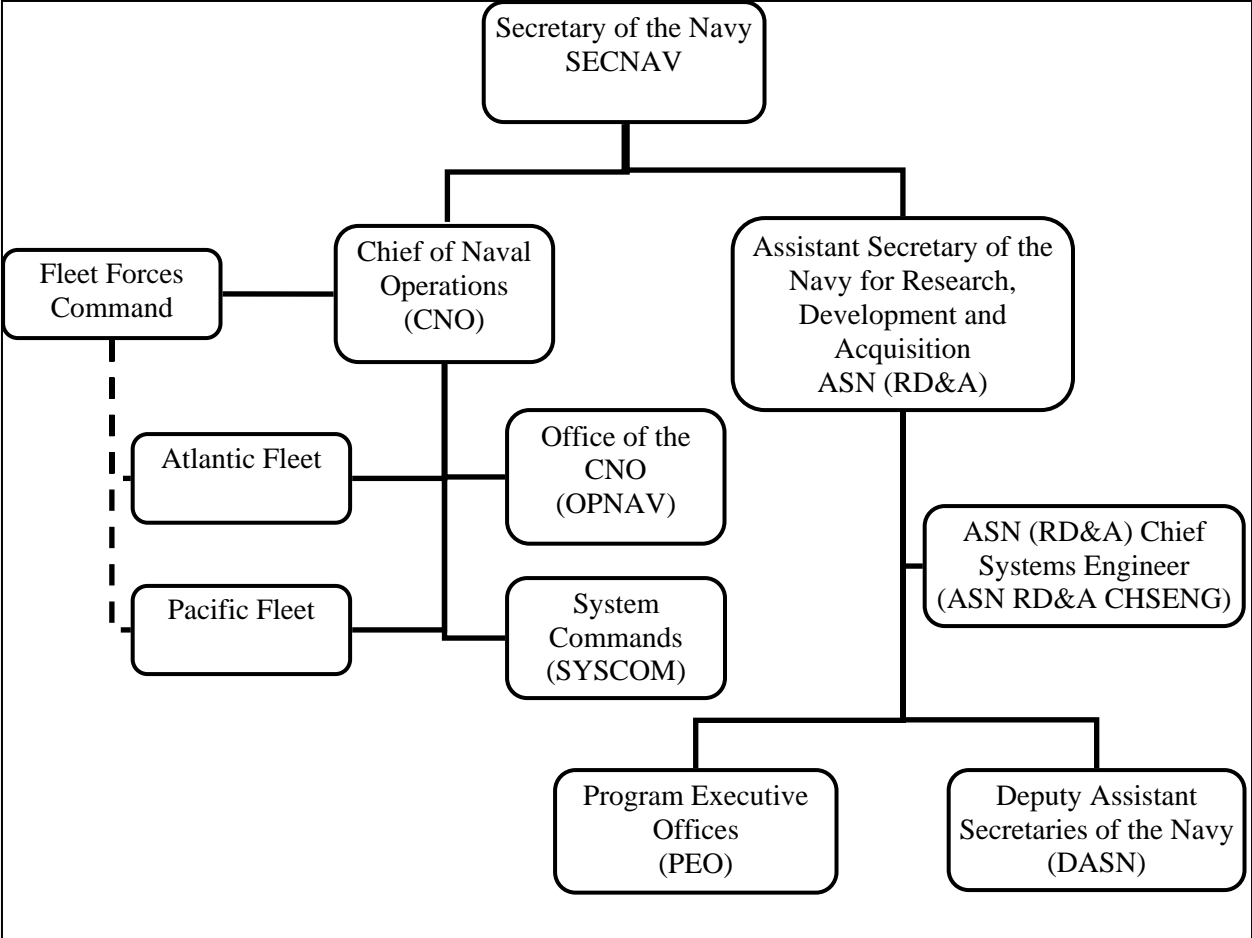 Secretary of the Navy
SECNAV
Chief of Naval
Operations
(CNO)
Assistant Secretary of the
Navy for Research,
Development and
Acquisition
ASN (RD&A)
Fleet Forces
Command
Atlantic Fleet
Office of the
CNO
(OPNAV)
ASN (RD&A) Chief
Systems Engineer
(ASN RD&A CHSENG)
Pacific Fleet
System
Commands
(SYSCOM)
Program Executive
Offices
(PEO)
Deputy Assistant
Secretaries of the Navy
(DASN)